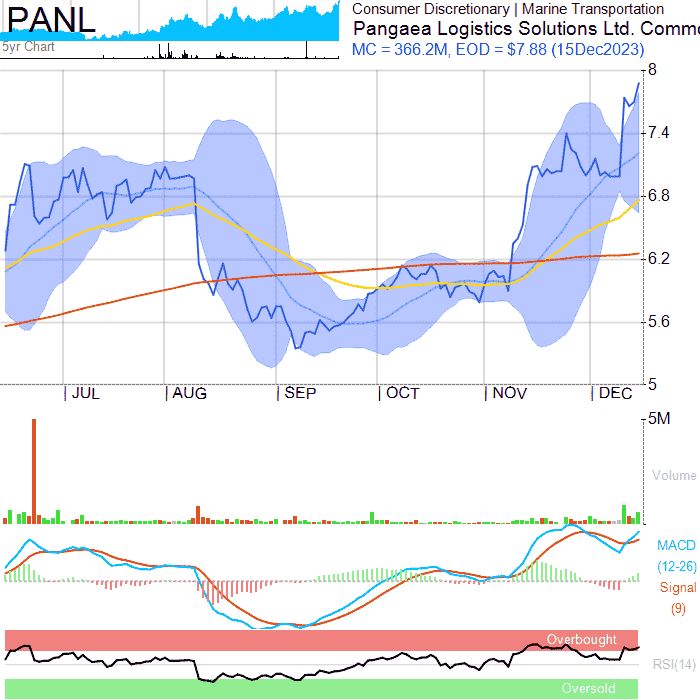 PANL
5yr Chart
Consumer Discretionary | Marine Transportation
Pangaea Logistics Solutions Ltd. Commo
MC = 366.2M, EOD = $7.88 (15Dec2023)
8
7.4
6.8
6.2
5.6
5
JUL AUG SEP OCT NOV DEC
5M
Volume
MACD
(12-26)
Signal
(9)
Overbought
RSI(14)
Oversold